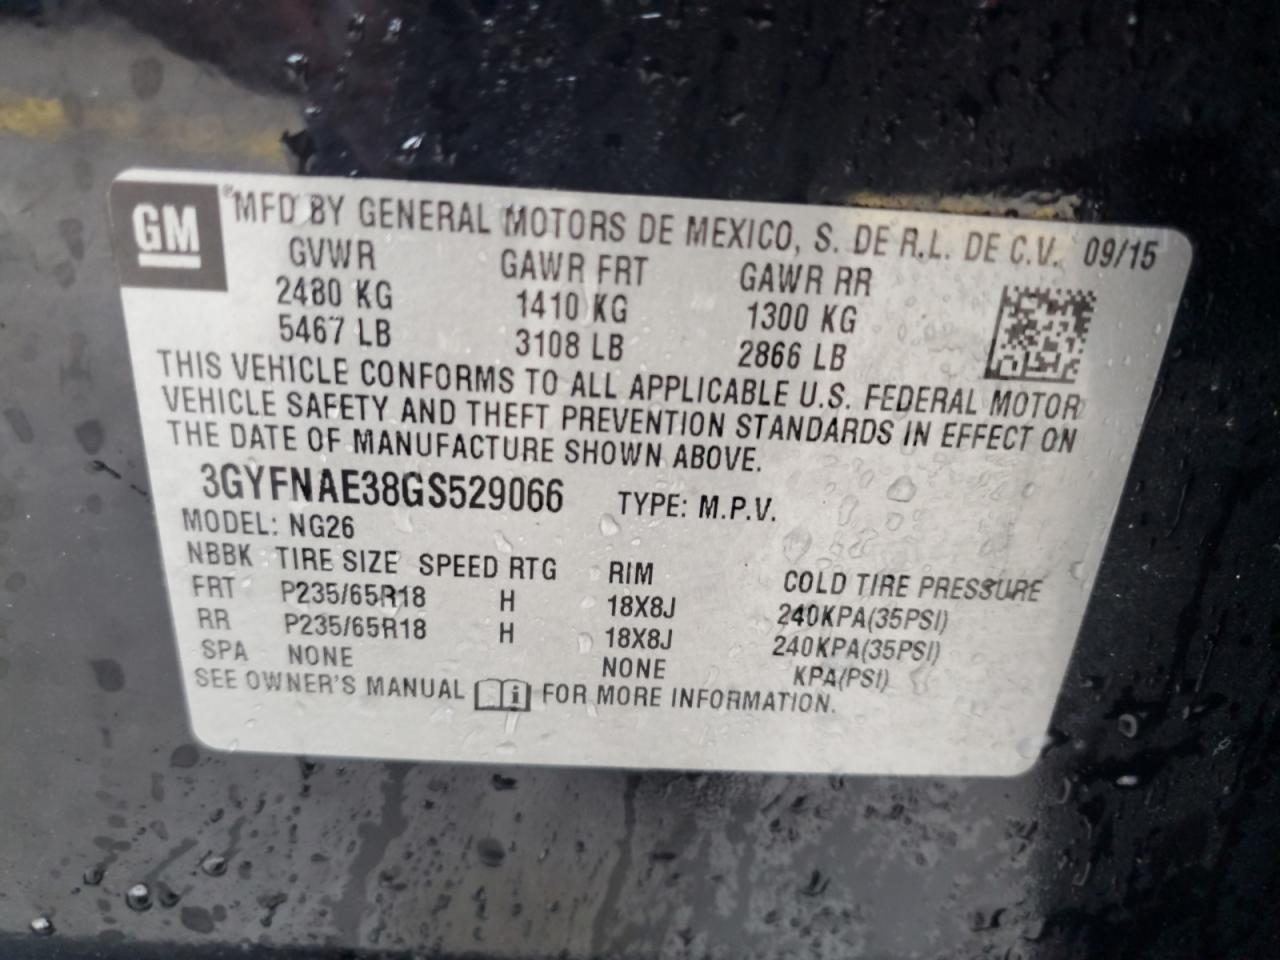 GM
® MFD BY GENERAL MOTORS DE MEXICO, S. DE R.L. DE C.V. 09/15
GVWR GAWR FRT GAWR RR
2480 KG 1410 KG 1300 KG
5467 LB 3108 LB 2866 LB
THIS VEHICLE CONFORMS TO ALL APPLICABLE U.S. FEDERAL MOTOR
VEHICLE SAFETY AND THEFT PREVENTION STANDARDS IN EFFECT ON
THE DATE OF MANUFACTURE SHOWN ABOVE.
3GYFNAE38GS529066 TYPE: M.P.V.
MODEL: NG26
NBBK TIRE SIZE SPEED RTG RIM COLD TIRE PRESSURE
FRT P235/65R18 H 18X8J 240KPA(35PSI)
RR P235/65R18 H 18X8J 240KPA(35PSI)
SPA NONE NONE KPA(PSI)
SEE OWNER'S MANUAL FOR MORE INFORMATION.